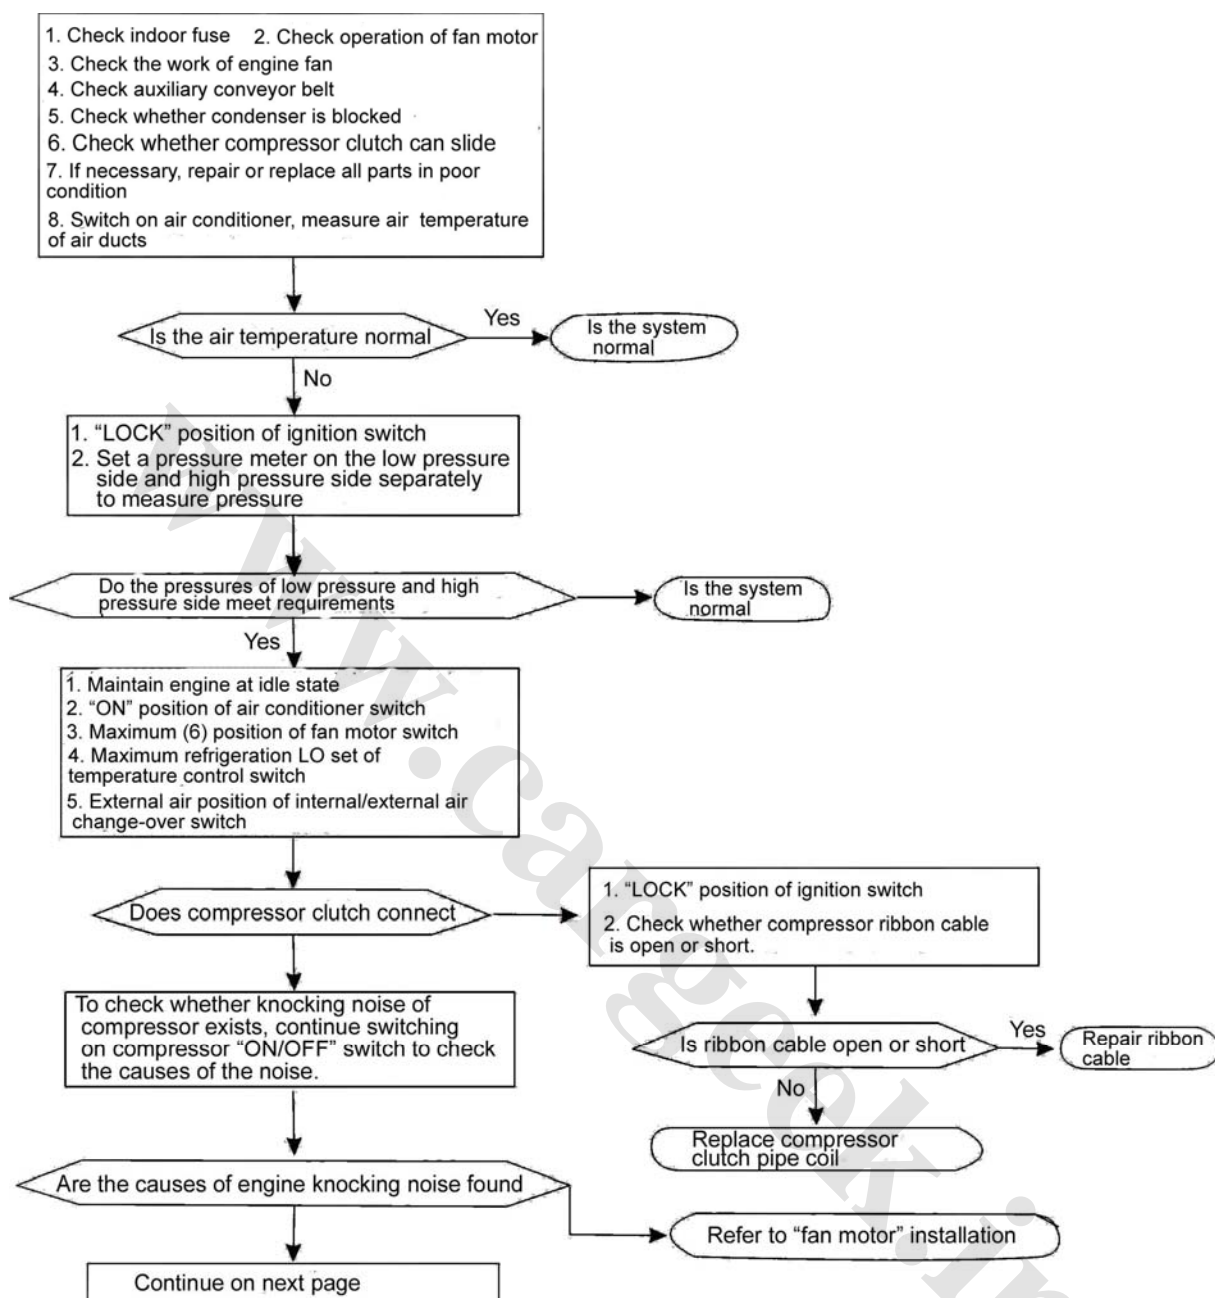 1. Check indoor fuse 2. Check operation of fan motor
3. Check the work of engine fan
4. Check auxiliary conveyor belt
5. Check whether condenser is blocked
6. Check whether compressor clutch can slide
7. If necessary, repair or replace all parts in poor
condition
8. Switch on air conditioner, measure air temperature
of air ducts
Is the air temperature normal
Yes
Is the system
normal
No
1. “LOCK” position of ignition switch
2. Set a pressure meter on the low pressure
side and high pressure side separately
to measure pressure
Do the pressures of low pressure and high
pressure side meet requirements
Is the system
normal
Yes
1. Maintain engine at idle state
2. “ON” position of air conditioner switch
3. Maximum (6) position of fan motor switch
4. Maximum refrigeration LO set of
temperature control switch
5. External air position of internal/external air
change-over switch
Does compressor clutch connect
1. “LOCK” position of ignition switch
2. Check whether compressor ribbon cable
is open or short.
To check whether knocking noise of
compressor exists, continue switching
on compressor “ON/OFF” switch to check
the causes of the noise.
Is ribbon cable open or short
Yes
Repair ribbon
cable
No
Replace compressor
clutch pipe coil
Are the causes of engine knocking noise found
Refer to “fan motor” installation
Continue on next page
www.cargeek.ir